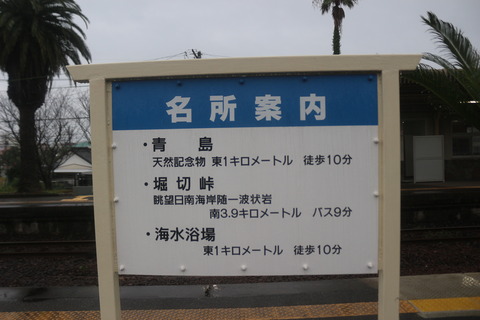 名所案内
・青島
天然記念物 東1キロメートル 徒歩10分
・堀切峠
眺望日南海岸随一波状岩
南3.9キロメートル バス9分
・海水浴場
東1キロメートル 徒歩10分